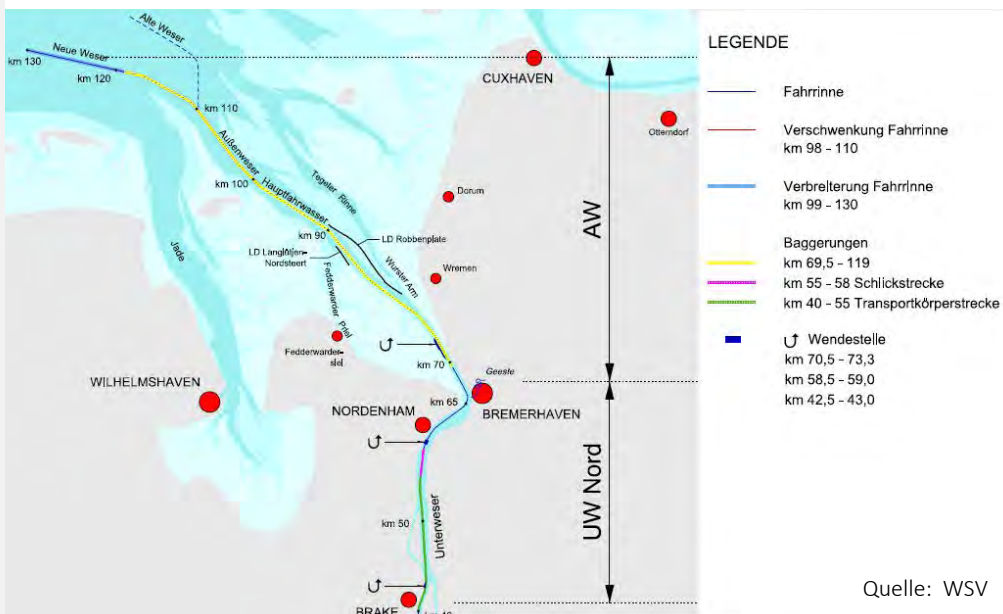 Alte Weser
Neue Weser
km 130
km 120
CUXHAVEN
km 110
Otterndorf
Außenweser
Hauptfahrwasser
Tegeler Rinne
km 100
Dorum
km 90
LD Robbenplate
LD Langlütjen-
Nordsteert
Jade
Wurster Arm
Wremen
Fedderwarder Priel
Fedderwarder-
siel
km 70
Geeste
WILHELMSHAVEN
km 65
NORDENHAM
BREMERHAVEN
km 50
Unterweser
BRAKE
AW
UW Nord
LEGENDE
Fahrrinne
Verschwenkung Fahrrinne
km 98 - 110
Verbreiterung Fahrrinne
km 99 - 130
Baggerungen
km 69,5 - 119
km 55 - 58 Schlickstrecke
km 40 - 55 Transportkörperstrecke
Wendestelle
km 70,5 - 73,3
km 58,5 - 59,0
km 42,5 - 43,0
Quelle: WSV